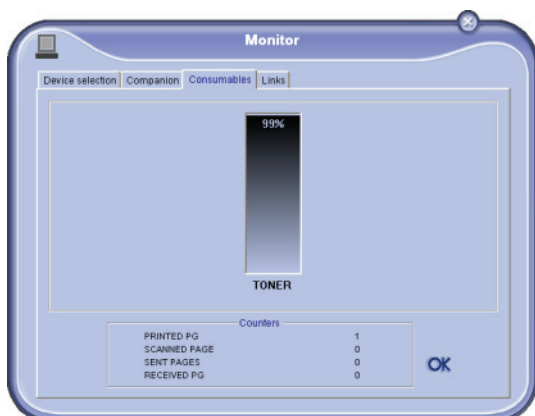 Monitor
Device selection Companion Consumables Links
99%
TONER
Counters
PRINTED PG 1
SCANNED PAGE 0
SENT PAGES 0
RECEIVED PG 0
OK